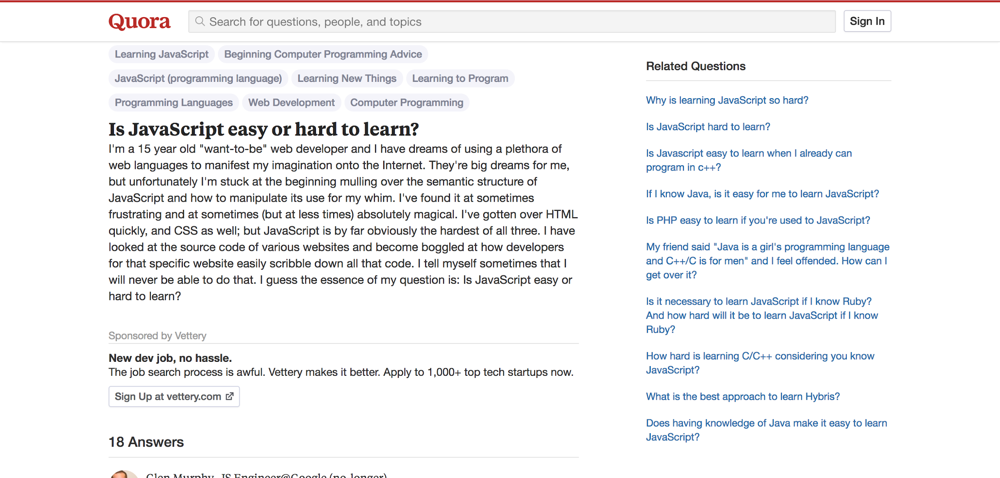 Quora
Search for questions, people, and topics
Sign In
Learning JavaScript
Beginning Computer Programming Advice
JavaScript (programming language)
Learning New Things
Learning to Program
Programming Languages
Web Development
Computer Programming
Is JavaScript easy or hard to learn?
I'm a 15 year old "want-to-be" web developer and I have dreams of using a plethora of
web languages to manifest my imagination onto the Internet. They're big dreams for me,
but unfortunately I'm stuck at the beginning mulling over the semantic structure of
JavaScript and how to manipulate its use for my whim. I've found it at sometimes
frustrating and at sometimes (but at less times) absolutely magical. I've gotten over HTML
quickly, and CSS as well; but JavaScript is by far obviously the hardest of all three. I have
looked at the source code of various websites and become boggled at how developers
for that specific website easily scribble down all that code. I tell myself sometimes that I
will never be able to do that. I guess the essence of my question is: Is JavaScript easy or
hard to learn?
Sponsored by Vettery
New dev job, no hassle.
The job search process is awful. Vettery makes it better. Apply to 1,000+ top tech startups now.
Sign Up at vettery.com
18 Answers
Glen Murphy, JS Engineer@Google (no-longer)
Related Questions
Why is learning JavaScript so hard?
Is JavaScript hard to learn?
Is Javascript easy to learn when I already can
program in c++?
If I know Java, is it easy for me to learn JavaScript?
Is PHP easy to learn if you're used to JavaScript?
My friend said "Java is a girl's programming language
and C++/C is for men" and I feel offended. How can I
get over it?
Is it necessary to learn JavaScript if I know Ruby?
And how hard will it be to learn JavaScript if I know
Ruby?
How hard is learning C/C++ considering you know
JavaScript?
What is the best approach to learn Hybris?
Does having knowledge of Java make it easy to learn
JavaScript?